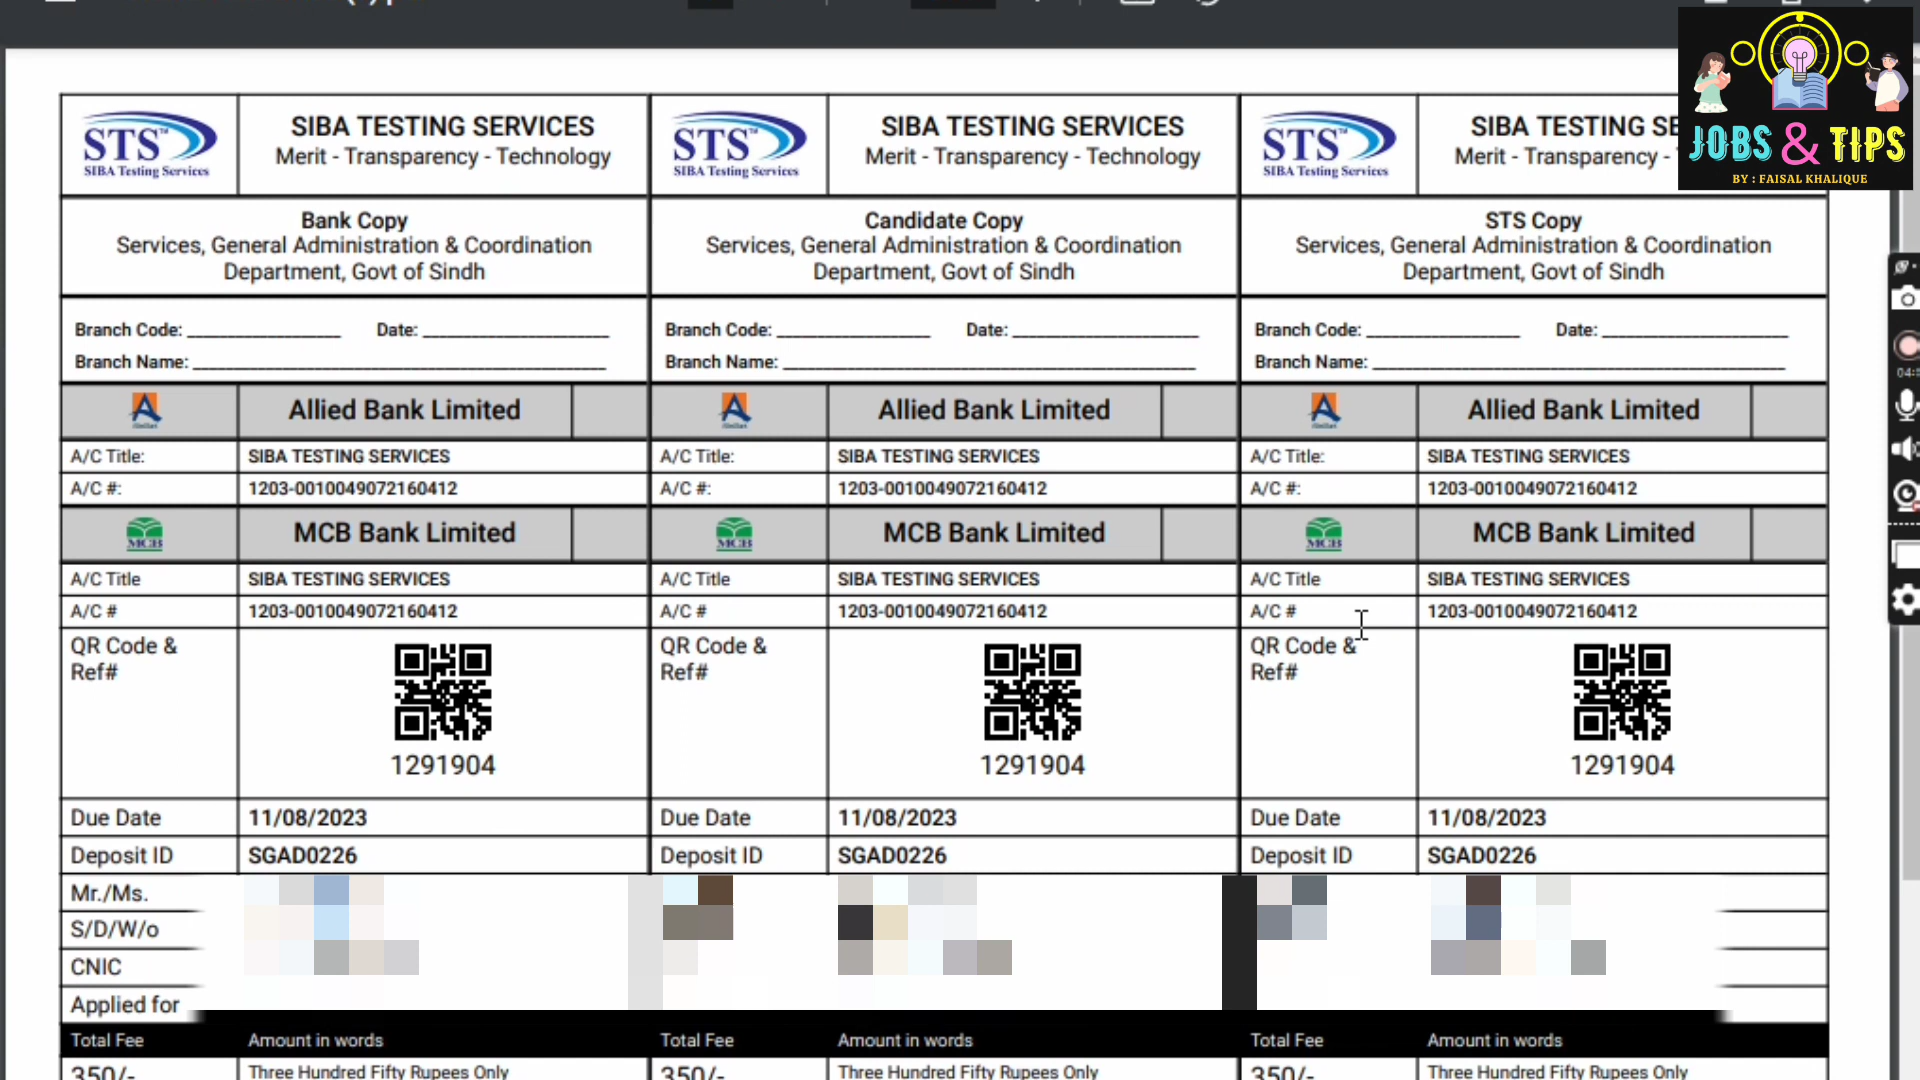 JOBS & TIPS
BY : FAISAL KHALIQUE
STS™
SIBA Testing Services
SIBA TESTING SERVICES
Merit - Transparency - Technology
Bank Copy
Services, General Administration & Coordination
Department, Govt of Sindh
Branch Code: Date:
Branch Name:
Allied Bank Limited
A/C Title: SIBA TESTING SERVICES
A/C #: 1203-0010049072160412
MCB
MCB Bank Limited
A/C Title SIBA TESTING SERVICES
A/C # 1203-0010049072160412
QR Code &
Ref#
1291904
Due Date 11/08/2023
Deposit ID SGAD0226
Mr./Ms.
S/D/W/o
CNIC
Applied for
Total Fee Amount in words
350/- Three Hundred Fifty Rupees Only
STS™
SIBA Testing Services
SIBA TESTING SERVICES
Merit - Transparency - Technology
Candidate Copy
Services, General Administration & Coordination
Department, Govt of Sindh
Branch Code: Date:
Branch Name:
Allied Bank Limited
A/C Title: SIBA TESTING SERVICES
A/C #: 1203-0010049072160412
MCB
MCB Bank Limited
A/C Title SIBA TESTING SERVICES
A/C # 1203-0010049072160412
QR Code &
Ref#
1291904
Due Date 11/08/2023
Deposit ID SGAD0226
Total Fee Amount in words
350/- Three Hundred Fifty Rupees Only
STS™
SIBA Testing Services
SIBA TESTING SE
Merit - Transparency -
STS Copy
Services, General Administration & Coordination
Department, Govt of Sindh
Branch Code: Date:
Branch Name:
Allied Bank Limited
A/C Title: SIBA TESTING SERVICES
A/C #: 1203-0010049072160412
MCB
MCB Bank Limited
A/C Title SIBA TESTING SERVICES
A/C # 1203-0010049072160412
QR Code &
Ref#
1291904
Due Date 11/08/2023
Deposit ID SGAD0226
Total Fee Amount in words
350/- Three Hundred Fifty Rupees Only